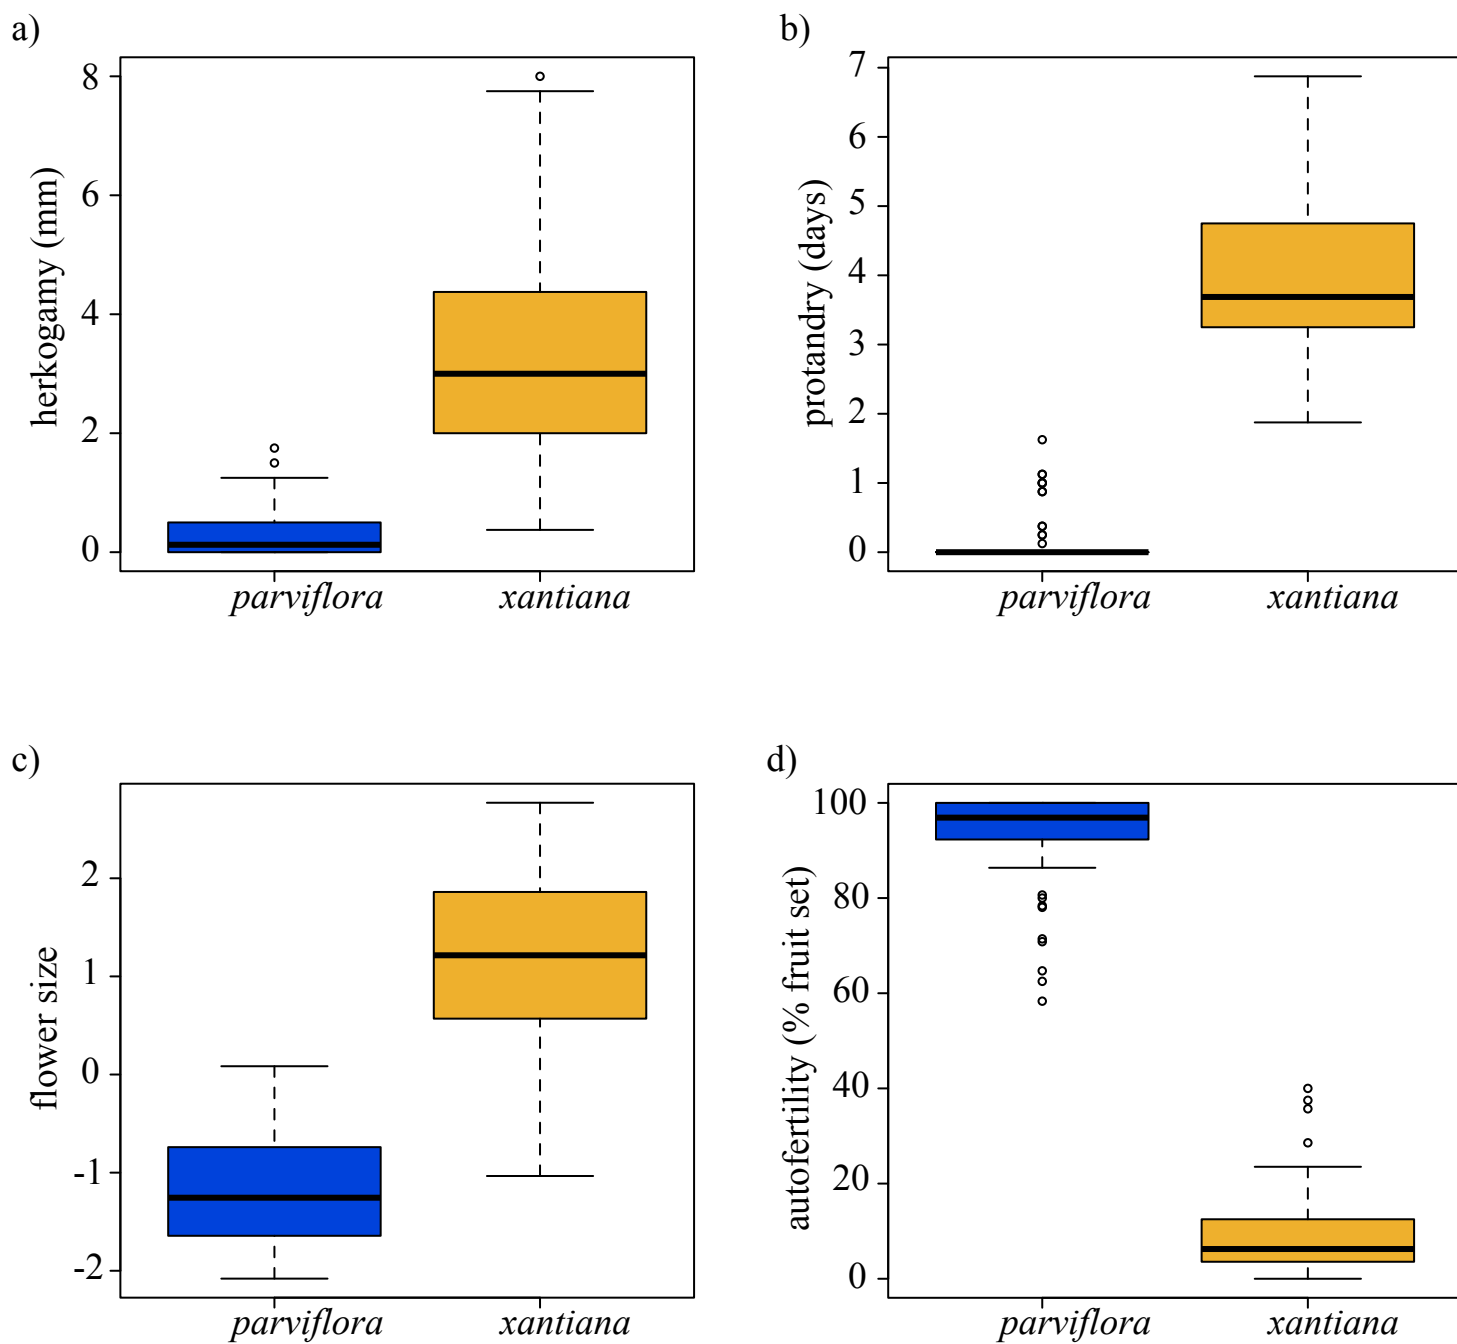 a)
herkogamy (mm)
8
6
4
2
0
parviflora
xantiana
b)
protandry (days)
7
6
5
4
3
2
1
0
parviflora
xantiana
c)
flower size
2
1
0
-1
-2
parviflora
xantiana
d)
autofertility (% fruit set)
100
80
60
40
20
0
parviflora
xantiana